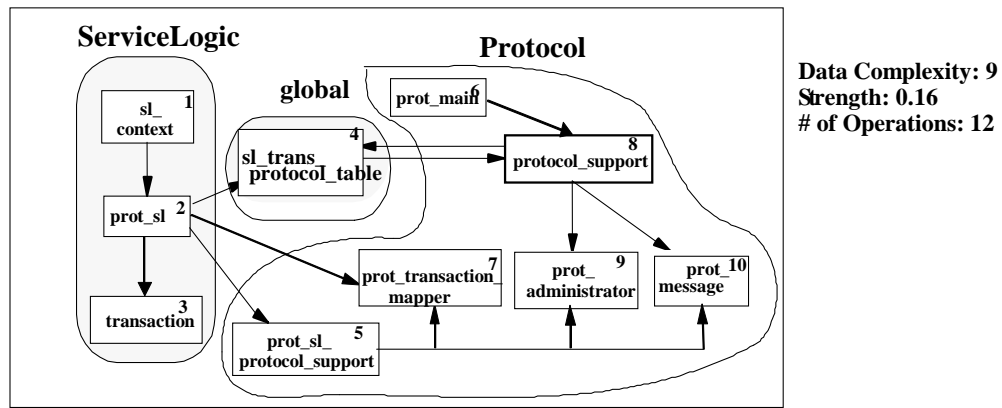 ServiceLogic
Protocol
global
Data Complexity: 9
Strength: 0.16
# of Operations: 12
1
sl_
context
4
sl_trans_
protocol_table
6
prot_main
8
protocol_support
2
prot_sl
7
prot_transaction_
mapper
9
prot_
administrator
10
prot_
message
3
transaction
5
prot_sl_
protocol_support